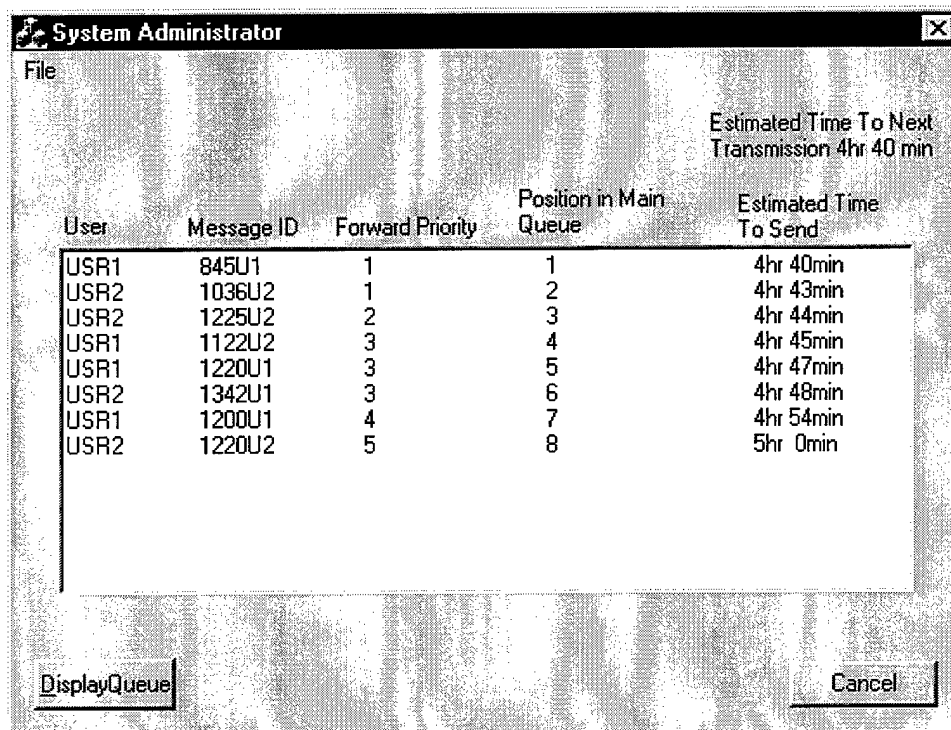 System Administrator
File
Estimated Time To Next
Transmission 4hr 40 min
User Message ID Forward Priority Position in Main Queue Estimated Time To Send
USR1 845U1 1 1 4hr 40min
USR2 1036U2 1 2 4hr 43min
USR2 1225U2 2 3 4hr 44min
USR1 1122U2 3 4 4hr 45min
USR1 1220U1 3 5 4hr 47min
USR2 1342U1 3 6 4hr 48min
USR1 1200U1 4 7 4hr 54min
USR2 1220U2 5 8 5hr 0min
DisplayQueue Cancel